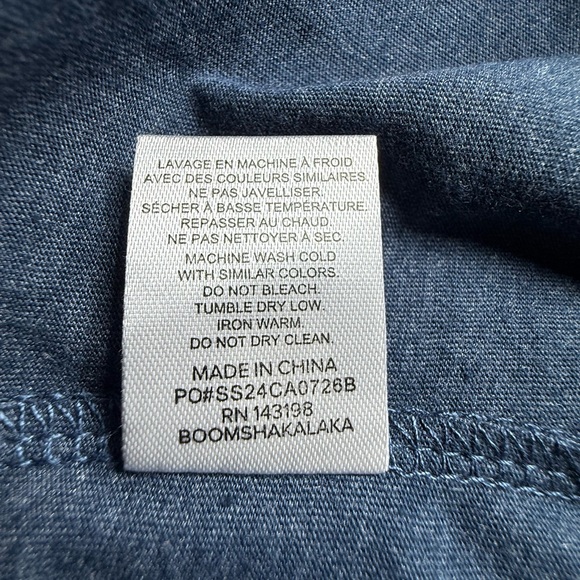 LAVAGE EN MACHINE À FROID
AVEC DES COULEURS SIMILAIRES.
NE PAS JAVELLISER.
SÉCHER À BASSE TEMPÉRATURE.
REPASSER AU CHAUD.
NE PAS NETTOYER À SEC.
MACHINE WASH COLD
WITH SIMILAR COLORS.
DO NOT BLEACH.
TUMBLE DRY LOW.
IRON WARM.
DO NOT DRY CLEAN.
MADE IN CHINA
PO#SS24CA0726B
RN 143198
BOOMSHAKALAKA